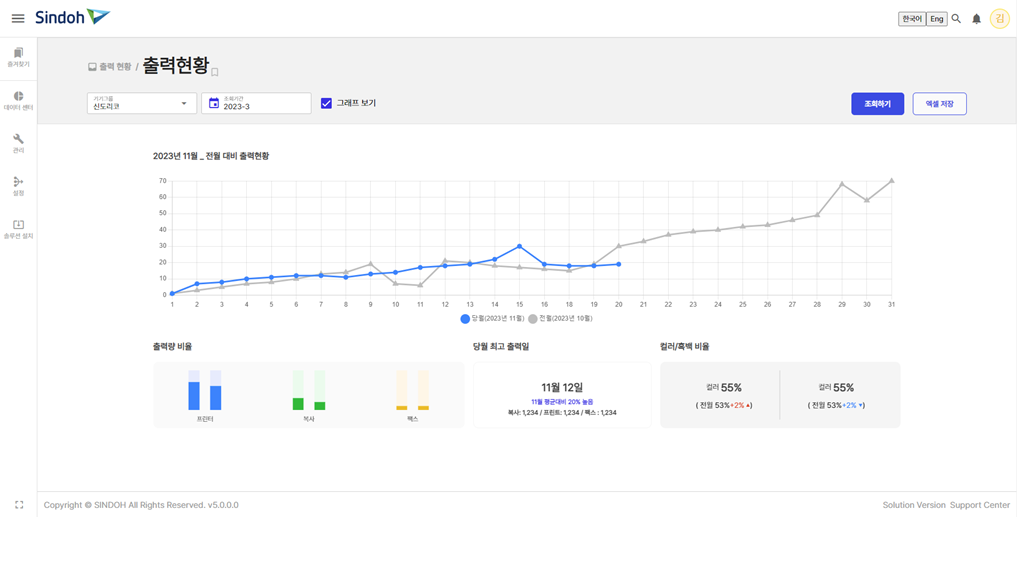 Sindoh
한국어 Eng
김
즐겨찾기
데이터 센터
관리
설정
솔루션 설치
출력 현황 / 출력현황
기기그룹
신도리코
조회기간
2023-3
그래프 보기
조회하기
엑셀 저장
2023년 11월 _ 전월 대비 출력현황
70
60
50
40
30
20
10
0
1 2 3 4 5 6 7 8 9 10 11 12 13 14 15 16 18 19 20 21 22 23 24 25 26 27 28 29 30 31
당월(2023년 11월) 전월(2023년 10월)
출력량 비율
프린터
복사
팩스
당월 최고 출력일
11월 12일
11월 평균대비 20% 높음
복사: 1,234 / 프린트: 1,234 / 팩스 : 1,234
컬러/흑백 비율
컬러 55%
( 전월 53%+2% ▲)
컬러 55%
( 전월 53%+2% ▼)
Copyright © SINDOH All Rights Reserved. v5.0.0.0
Solution Version Support Center